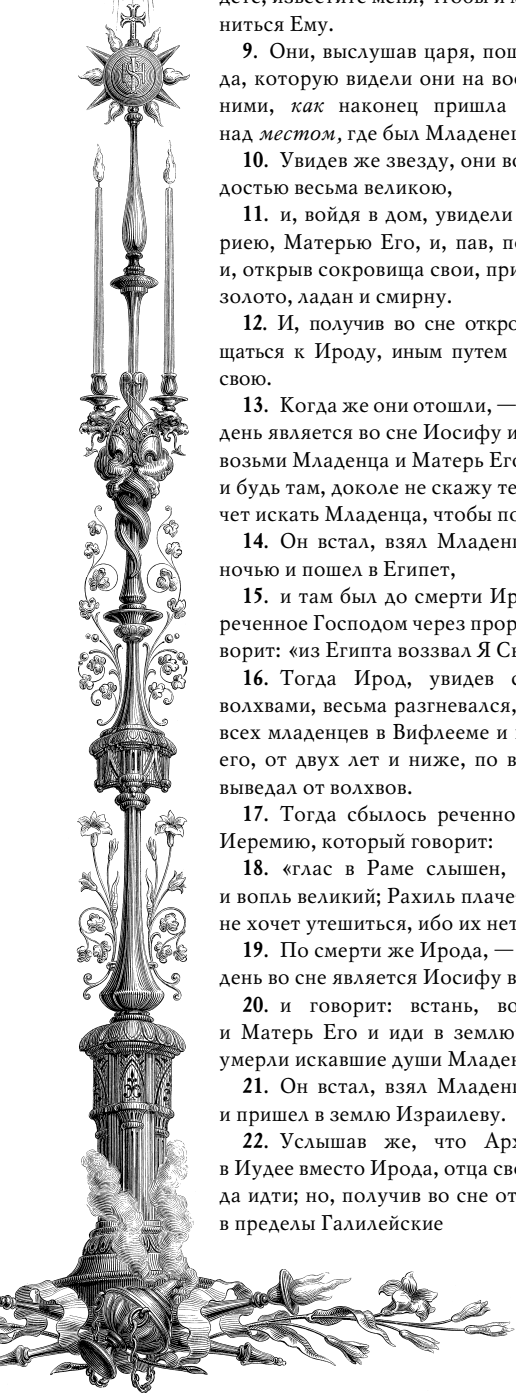 дете, известите меня, чтобы и м
ниться Ему.
9. Они, выслушав царя, пош
да, которую видели они на вос
ними, как наконец пришла
над местом, где был Младенец
10. Увидев же звезду, они во
достью весьма великою,
11. и, войдя в дом, увидели
риею, Матерью Его, и, пав, по
и, открыв сокровища свои, при
золото, ладан и смирну.
12. И, получив во сне откро
щаться к Ироду, иным путем
свою.
13. Когда же они отошли, —
день является во сне Иосифу и
возьми Младенца и Матерь Его
и будь там, доколе не скажу те
чет искать Младенца, чтобы по
14. Он встал, взял Младен
ночью и пошел в Египет,
15. и там был до смерти Ир
реченное Господом через прор
ворит: «из Египта воззвал Я Сы
16. Тогда Ирод, увидев с
волхвами, весьма разгневался,
всех младенцев в Вифлееме и
его, от двух лет и ниже, по в
выведал от волхвов.
17. Тогда сбылось реченно
Иеремию, который говорит:
18. «глас в Раме слышен,
и вопль великий; Рахиль плаче
не хочет утешиться, ибо их нет
19. По смерти же Ирода, —
день во сне является Иосифу в
20. и говорит: встань, во
и Матерь Его и иди в землю
умерли искавшие души Младен
21. Он встал, взял Младен
и пришел в землю Израилеву.
22. Услышав же, что Арх
в Иудее вместо Ирода, отца сво
да идти; но, получив во сне от
в пределы Галилейские